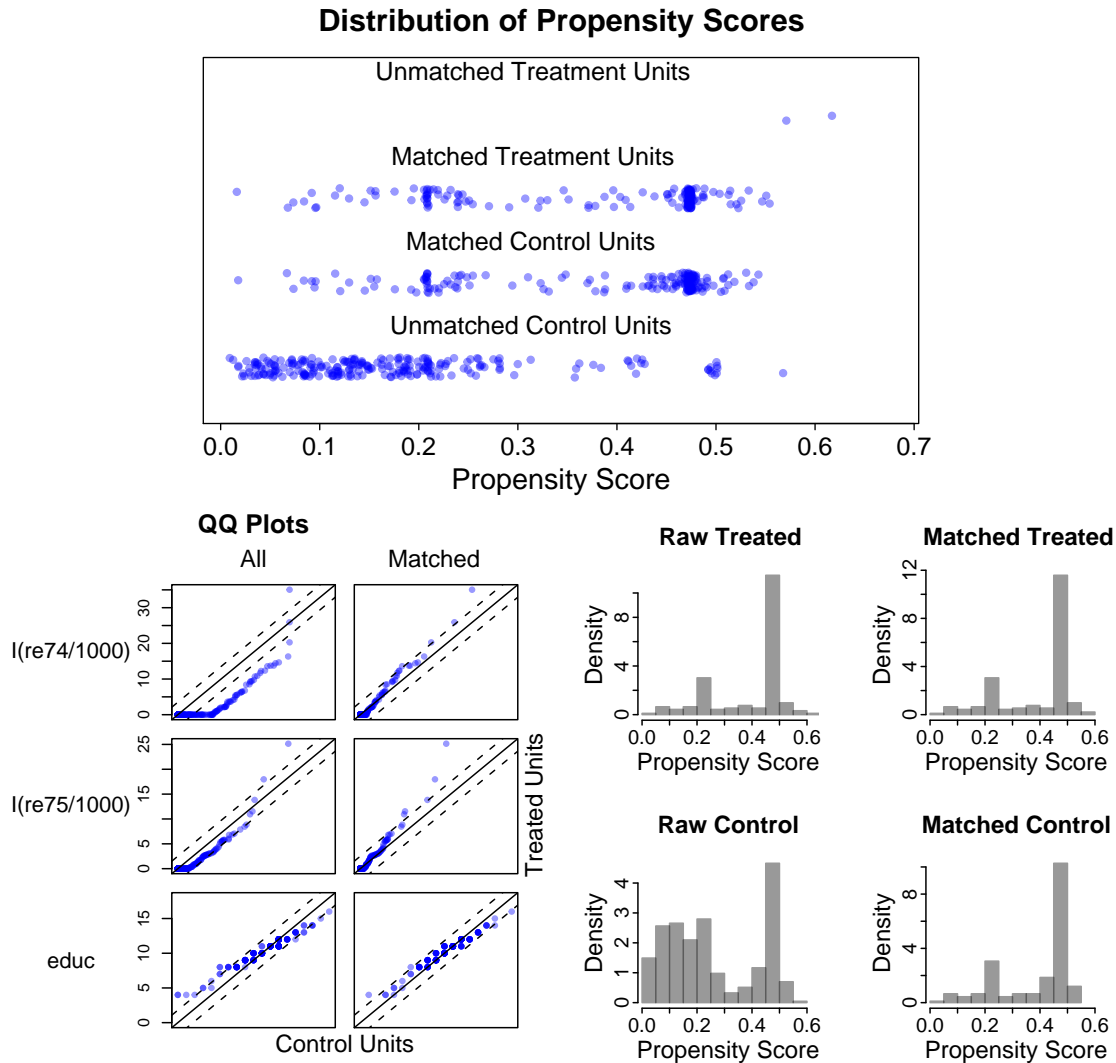 Distribution of Propensity Scores
Unmatched Treatment Units
Matched Treatment Units
Matched Control Units
Unmatched Control Units
0.0 0.1 0.2 0.3 0.4 0.5 0.6 0.7
Propensity Score
QQ Plots
All Matched
I(re74/1000)
0 10 20 30
I(re75/1000)
0 5 15 25
educ
0 5 10 15
Control Units
Treated Units
Raw Treated
Density
0 4 8
0.0 0.2 0.4 0.6
Propensity Score
Matched Treated
Density
0 4 8 12
0.0 0.2 0.4 0.6
Propensity Score
Raw Control
Density
0 1 2 3 4
0.0 0.2 0.4 0.6
Propensity Score
Matched Control
Density
0 4 8
0.0 0.2 0.4 0.6
Propensity Score